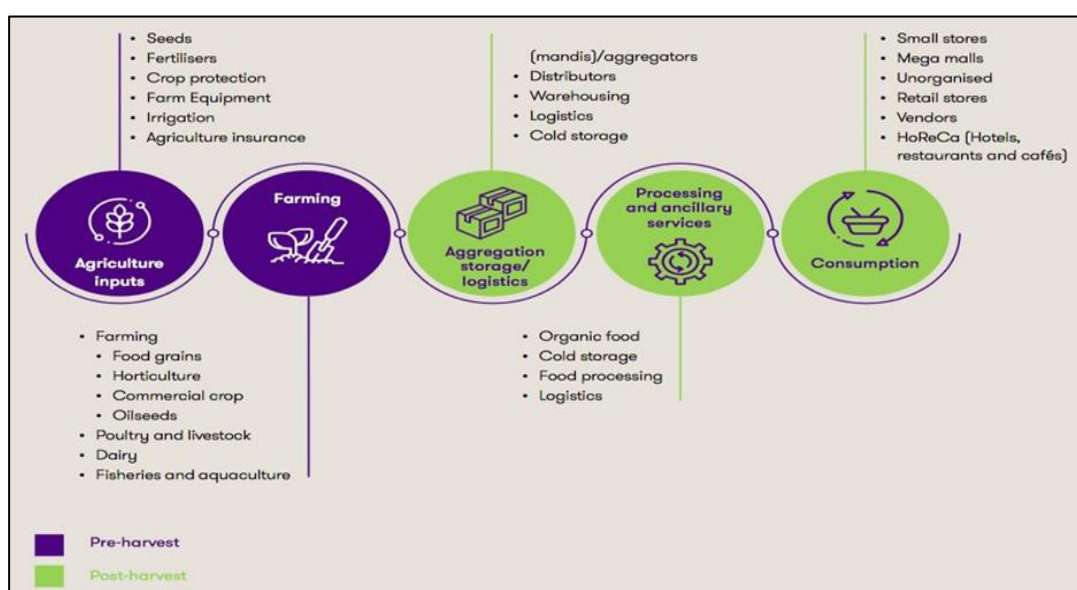 • Seeds
• Fertilisers
• Crop protection
• Farm Equipment
• Irrigation
• Agriculture insurance
(mandis)/aggregators
• Distributors
• Warehousing
• Logistics
• Cold storage
• Small stores
• Mega malls
• Unorganised
• Retail stores
• Vendors
• HoReCa (Hotels,
restaurants and cafés)
Agriculture
inputs
Farming
Aggregation
storage/
logistics
Processing
and ancillary
services
Consumption
• Farming
• Food grains
• Horticulture
• Commercial crop
• Oilseeds
• Poultry and livestock
• Dairy
• Fisheries and aquaculture
• Organic food
• Cold storage
• Food processing
• Logistics
Pre-harvest
Post-harvest